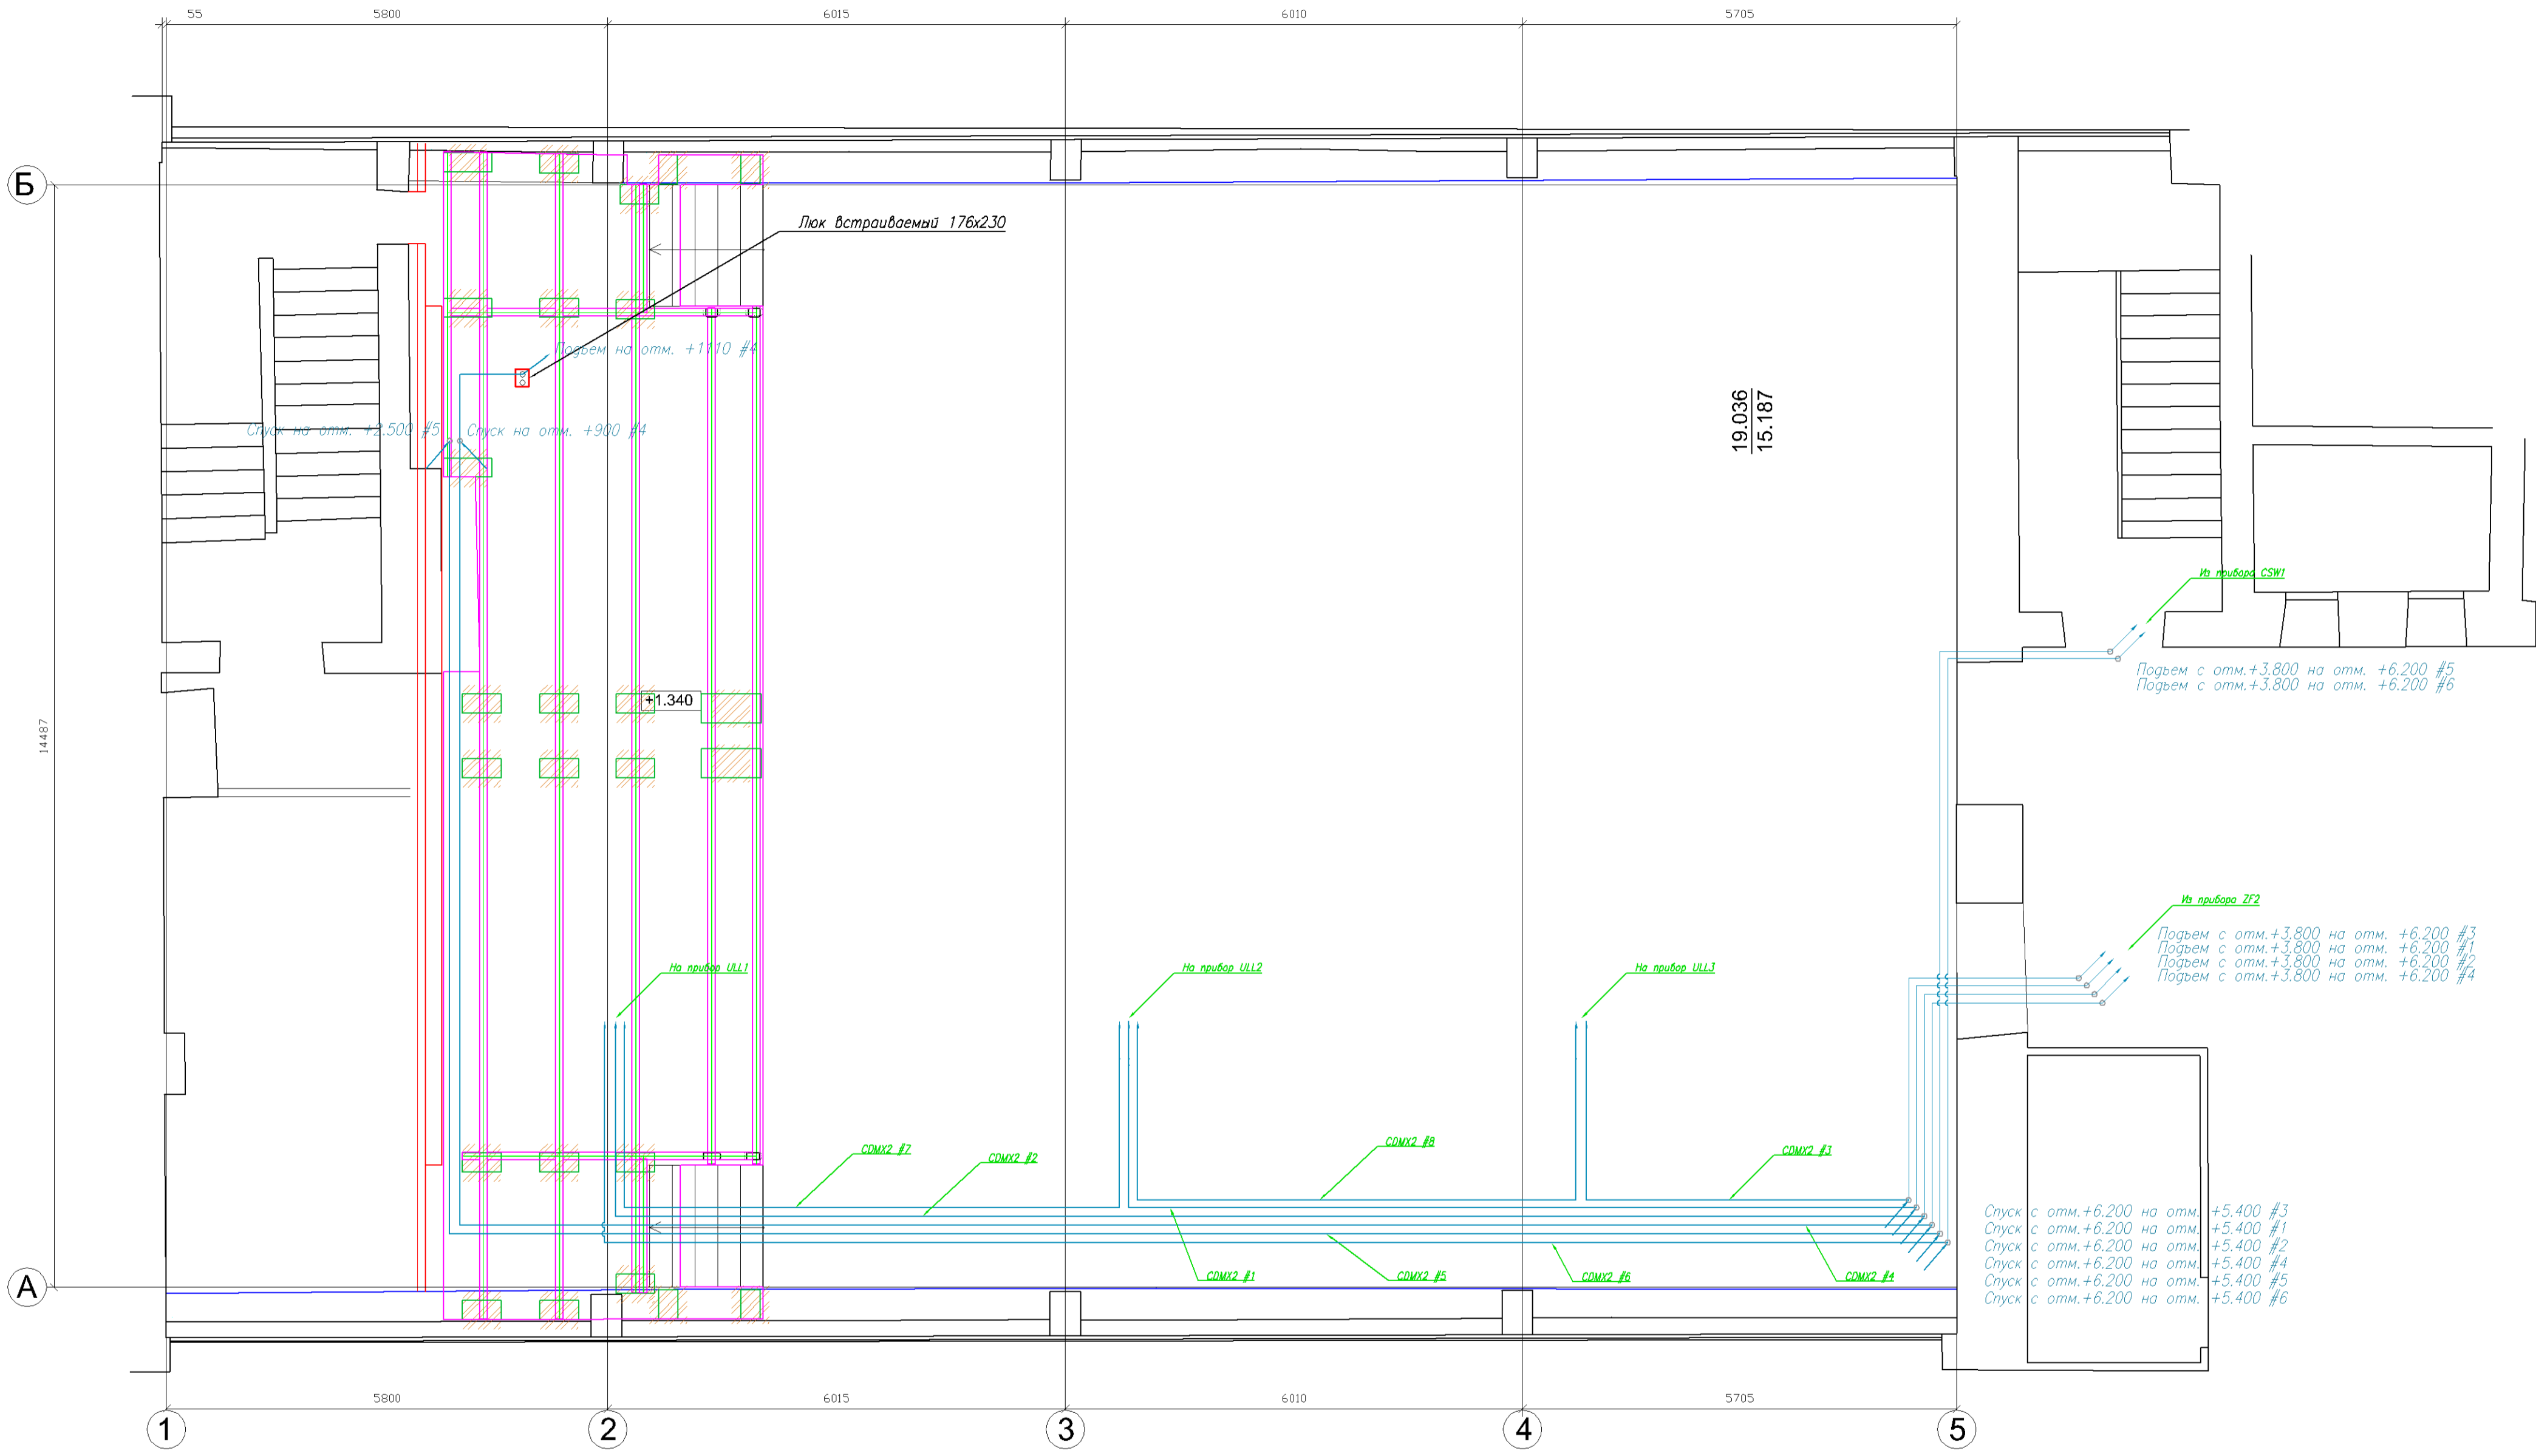 55
5800
6015
6010
5705
Б
Люк встраиваемый 176х230
Подъем на отм. +1110 #4
Спуск на отм. +2.500 #5
Спуск на отм. +900 #4
19.036
15.187
Из прибора CSW1
Подъем с отм.+3.800 на отм. +6.200 #5
Подъем с отм.+3.800 на отм. +6.200 #6
+1.340
14487
Из прибора ZF2
Подъем с отм.+3.800 на отм. +6.200 #3
Подъем с отм.+3.800 на отм. +6.200 #1
Подъем с отм.+3.800 на отм. +6.200 #2
Подъем с отм.+3.800 на отм. +6.200 #4
На прибор ULL1
На прибор ULL2
На прибор ULL3
CDMX2 #7
CDMX2 #2
CDMX2 #8
CDMX2 #3
Спуск с отм.+6.200 на отм. +5.400 #3
Спуск с отм.+6.200 на отм. +5.400 #1
Спуск с отм.+6.200 на отм. +5.400 #2
Спуск с отм.+6.200 на отм. +5.400 #4
Спуск с отм.+6.200 на отм. +5.400 #5
Спуск с отм.+6.200 на отм. +5.400 #6
CDMX2 #1
CDMX2 #5
CDMX2 #6
CDMX2 #4
А
5800
6015
6010
5705
1
2
3
4
5